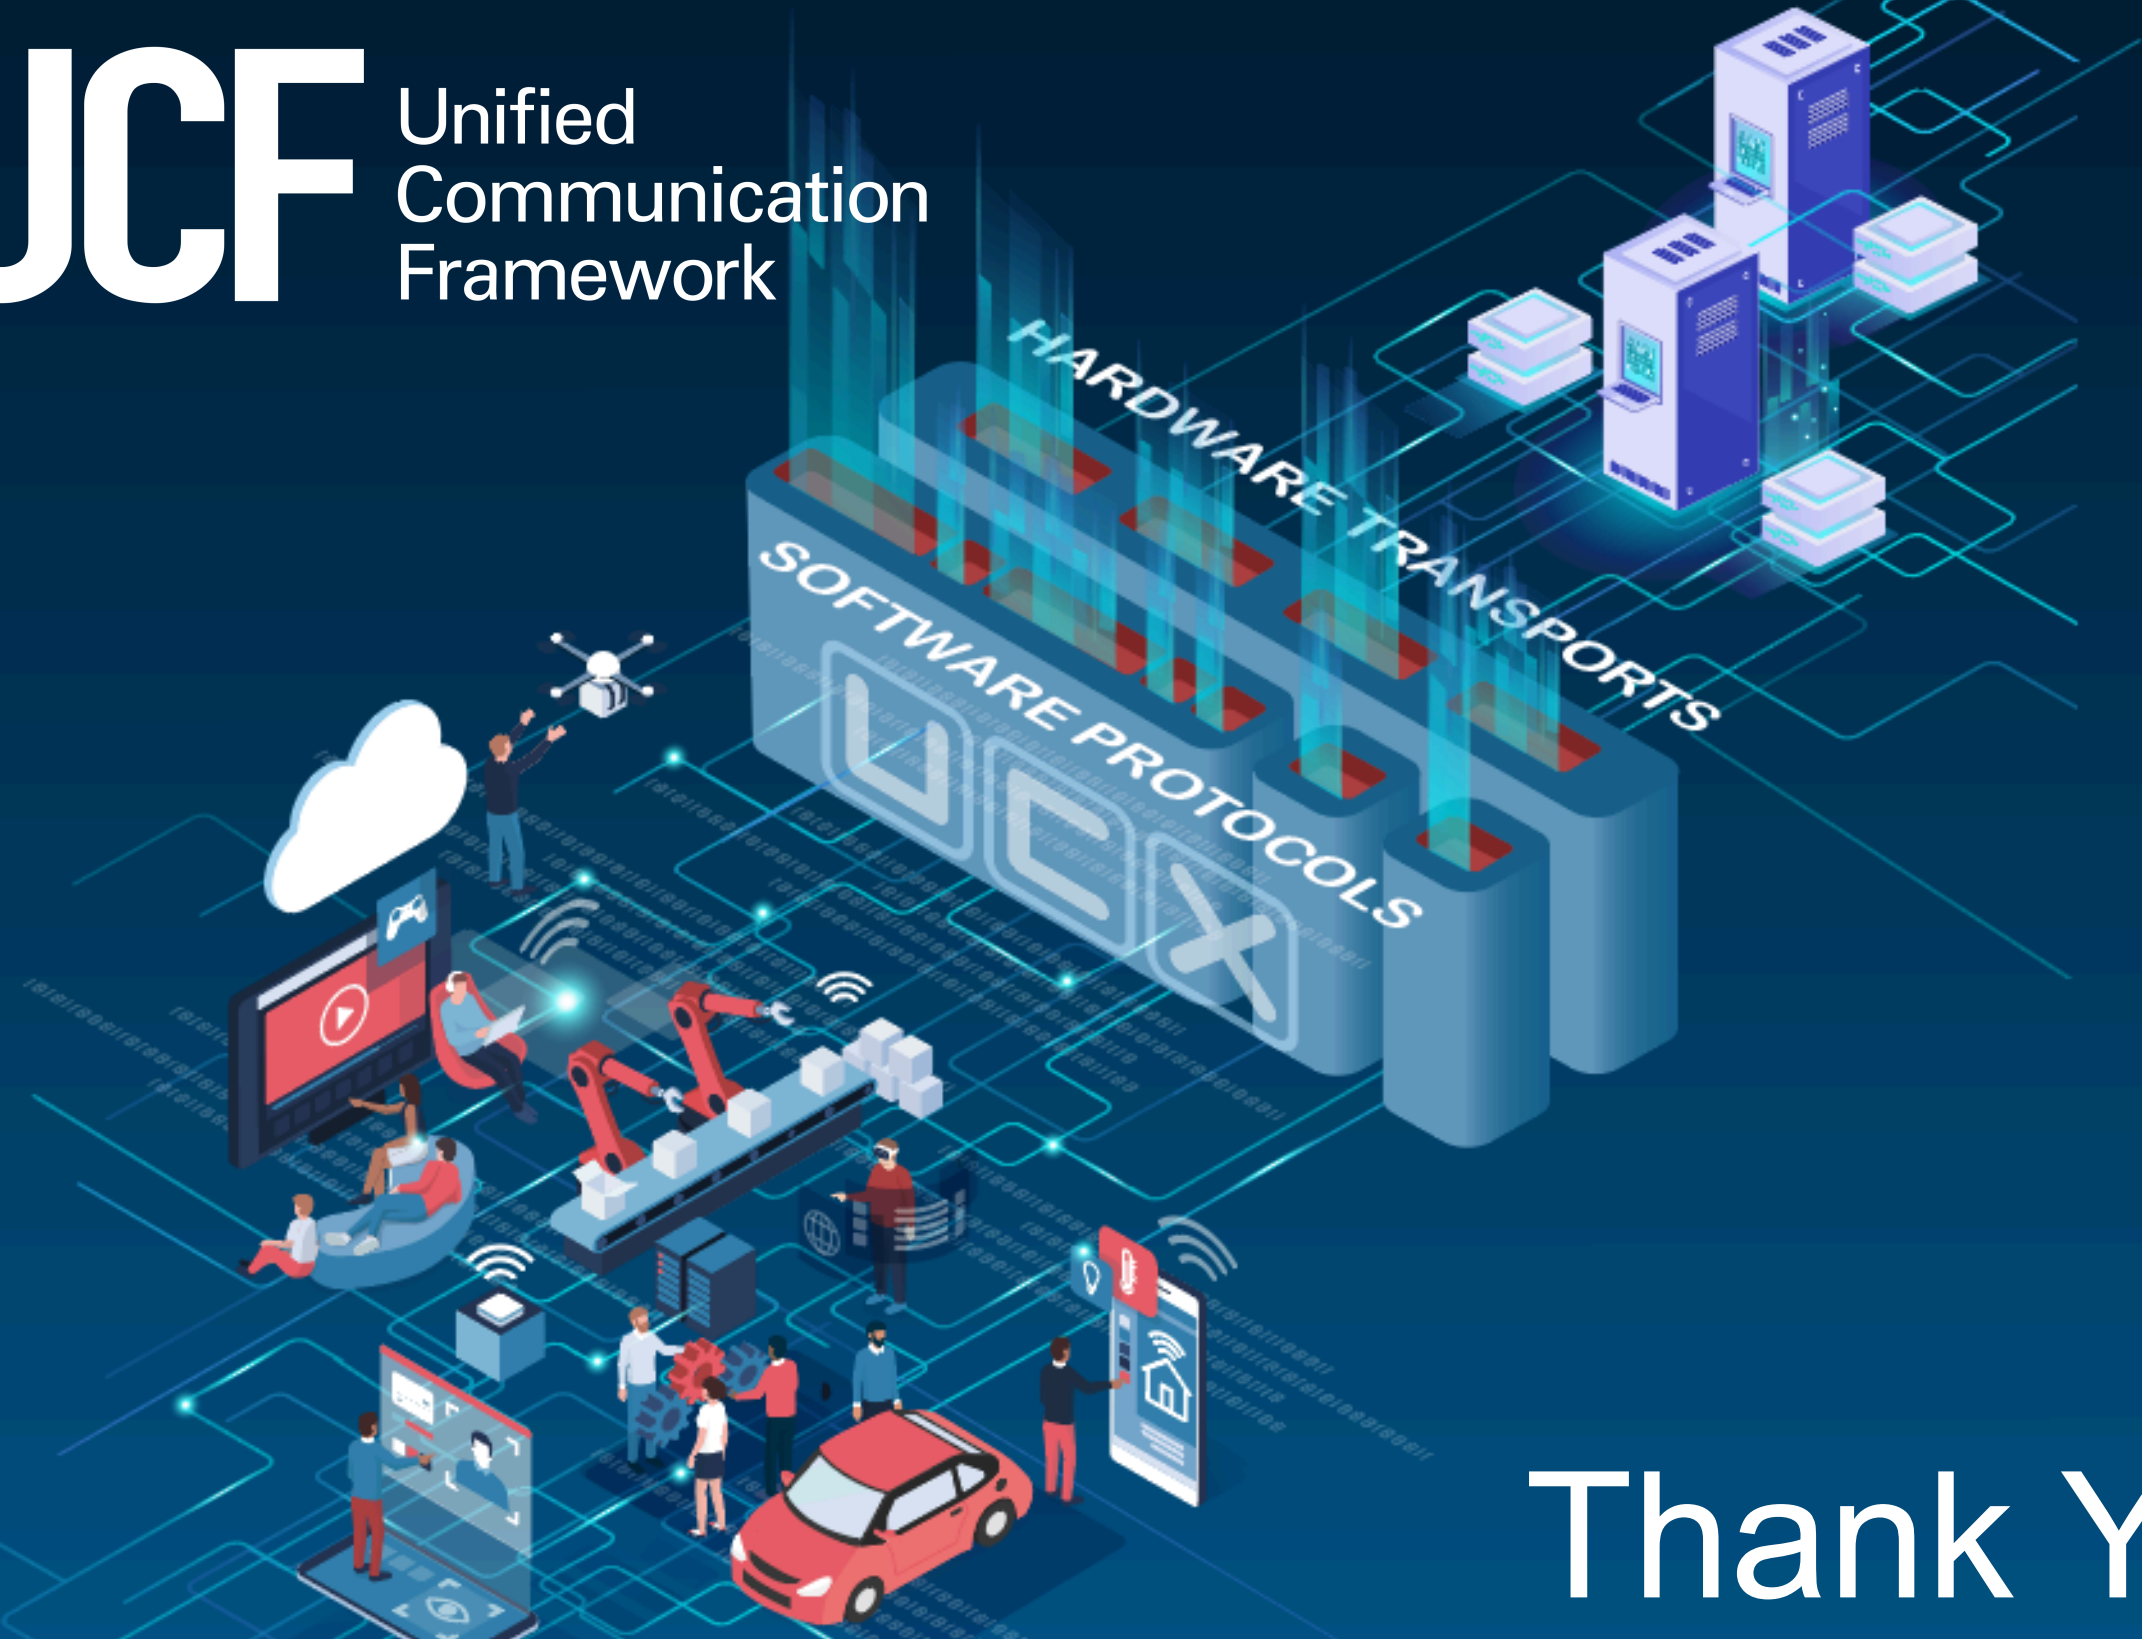 UCF
Unified
Communication
Framework
HARDWARE TRANSPORTS
SOFTWARE PROTOCOLS
UCX
Thank Y